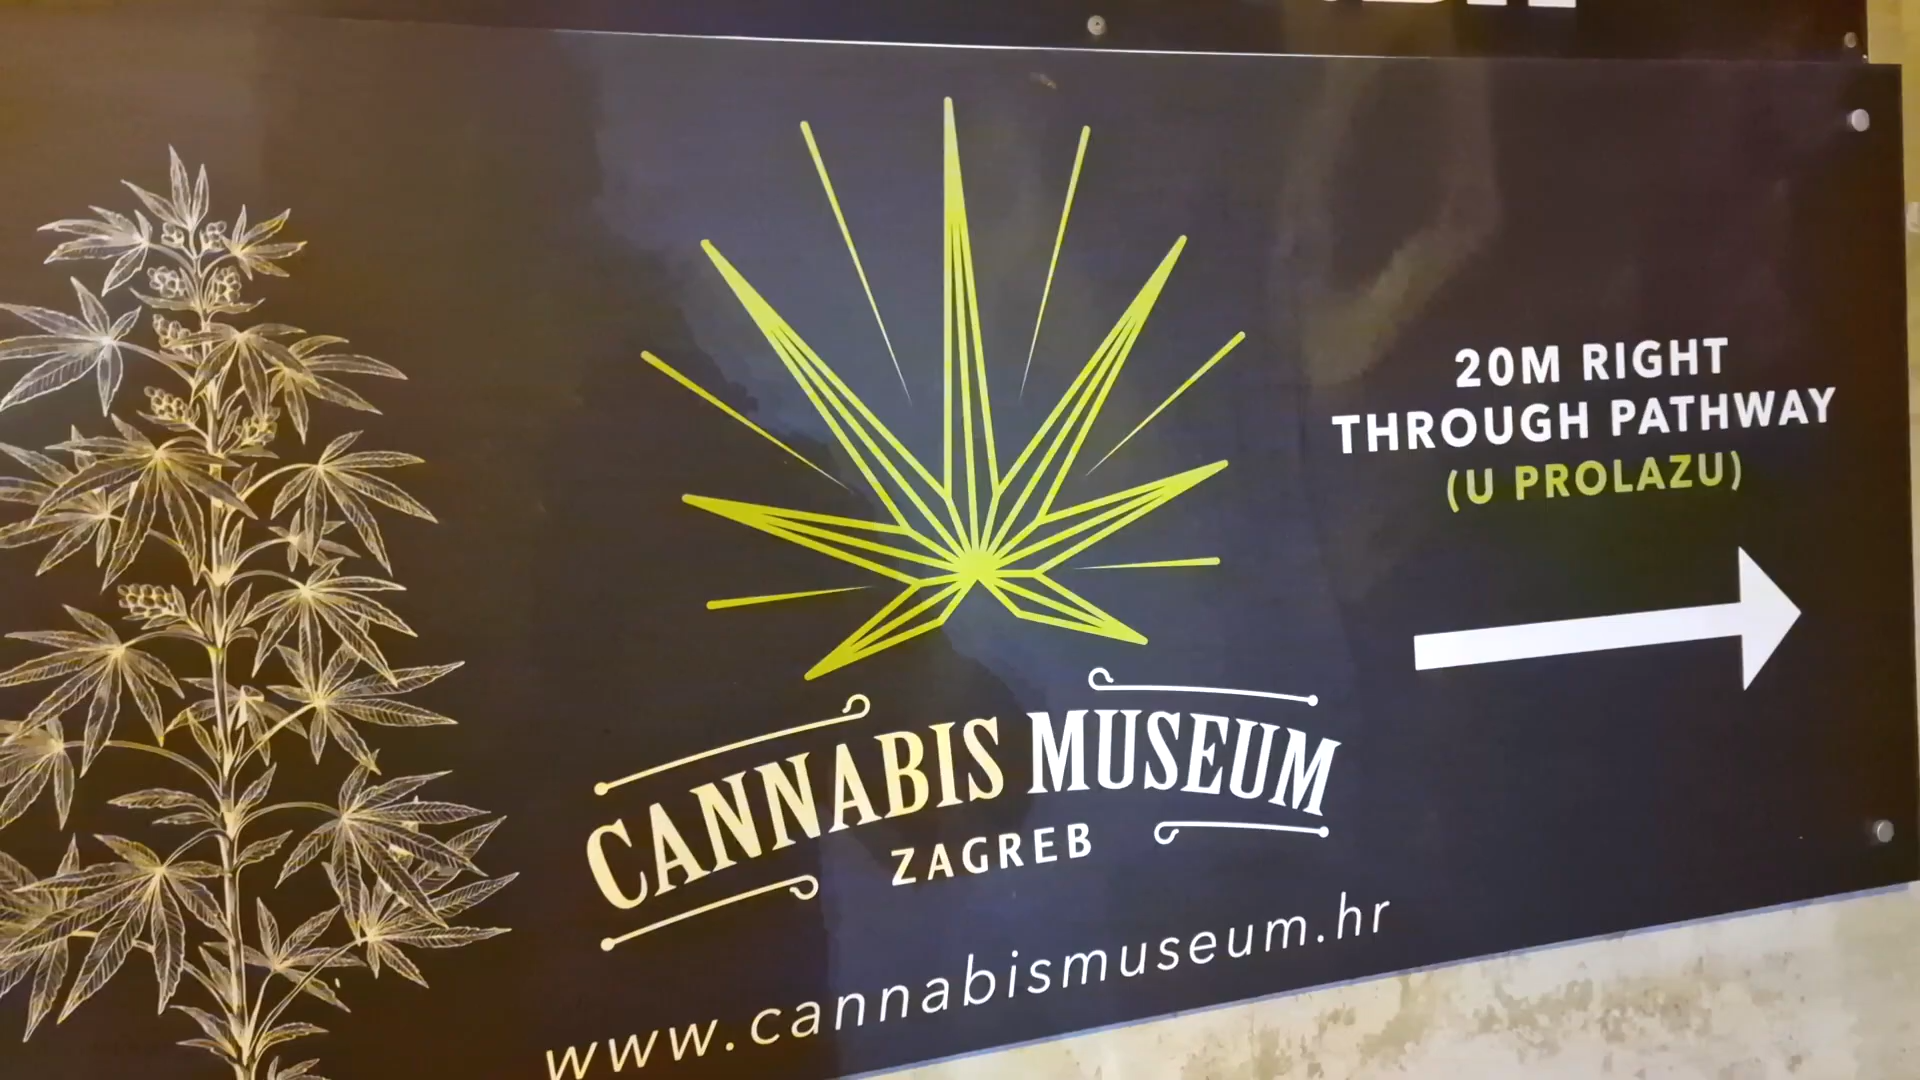 CANNABIS MUSEUM
ZAGREB
www.cannabismuseum.hr
20M RIGHT
THROUGH PATHWAY
(U PROLAZU)